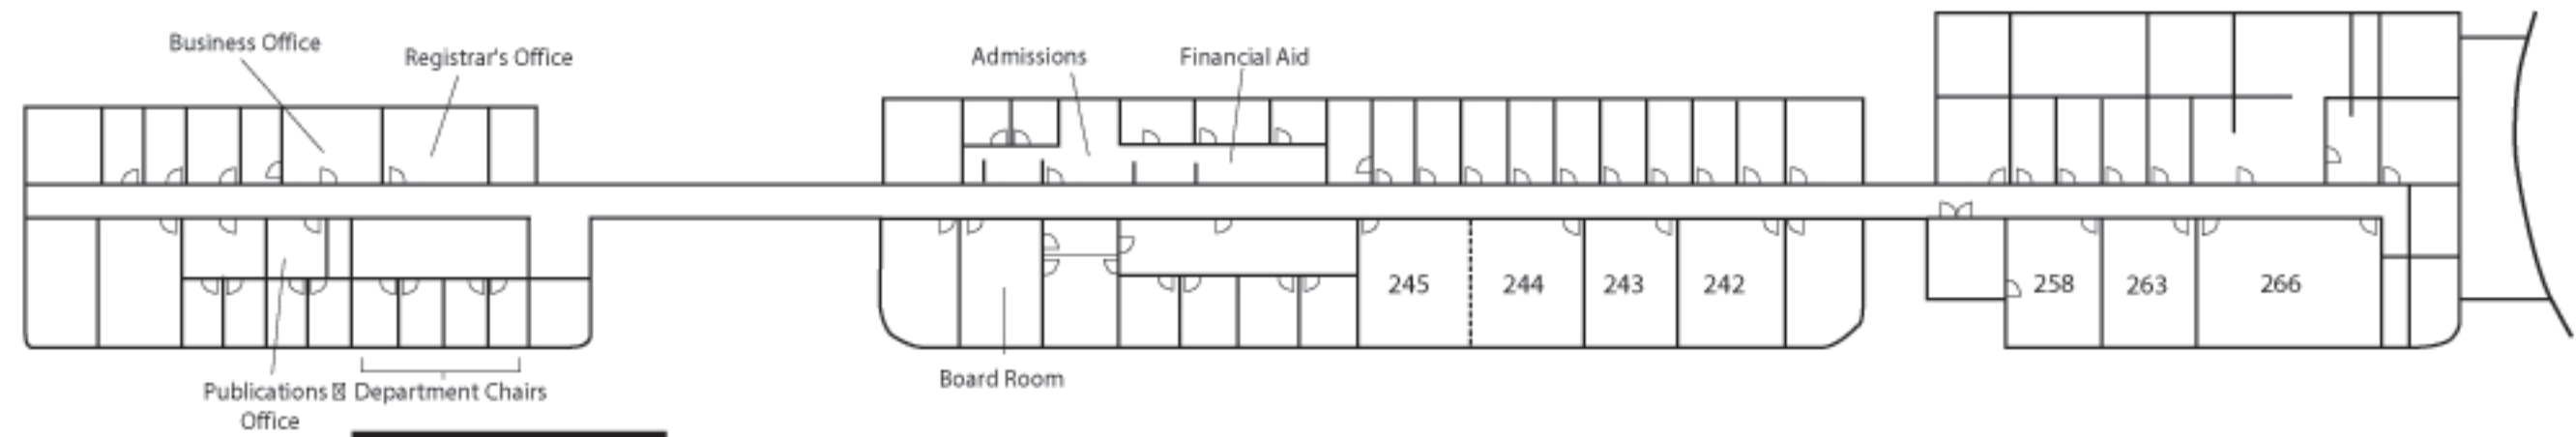 Business Office
Registrar's Office
Admissions
Financial Aid
245
244
243
242
258
263
266
Board Room
Publications
Office
Department Chairs